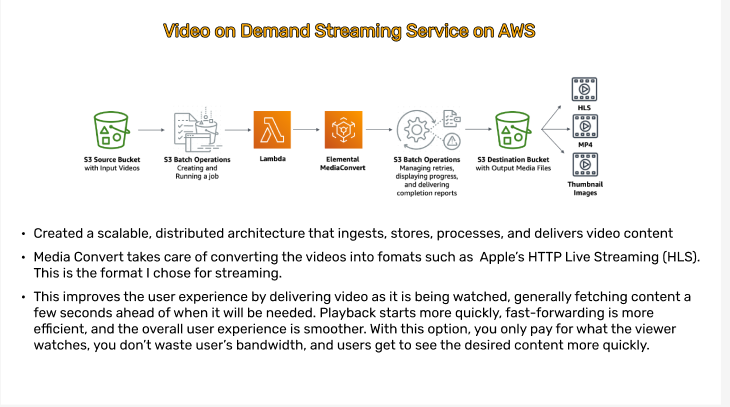 Video on Demand Streaming Service on AWS
HLS
MP4
Thumbnail
Images
S3 Source Bucket
with Input Videos
S3 Batch Operations
Creating and
Running a job
Lambda
Elemental
MediaConvert
S3 Batch Operations
Managing retries,
displaying progress,
and delivering
completion reports
S3 Destination Bucket
with Output Media Files
• Created a scalable, distributed architecture that ingests, stores, processes, and delivers video content
• Media Convert takes care of converting the videos into fomats such as Apple's HTTP Live Streaming (HLS).
This is the format I chose for streaming.
• This improves the user experience by delivering video as it is being watched, generally fetching content a
few seconds ahead of when it will be needed. Playback starts more quickly, fast-forwarding is more
efficient, and the overall user experience is smoother. With this option, you only pay for what the viewer
watches, you don't waste user's bandwidth, and users get to see the desired content more quickly.